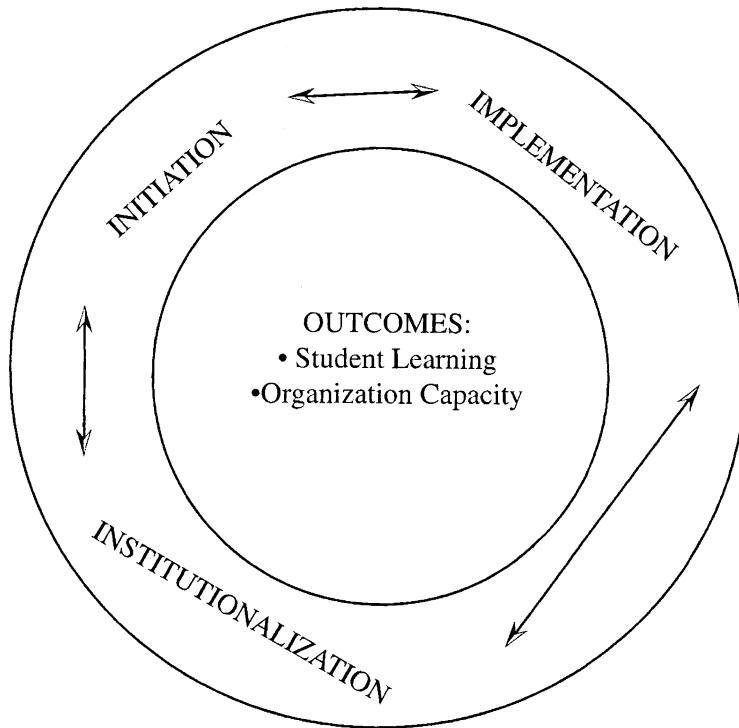 INITIATION
IMPLEMENTATION
OUTCOMES:
• Student Learning
•Organization Capacity
INSTITUTIONALIZATION